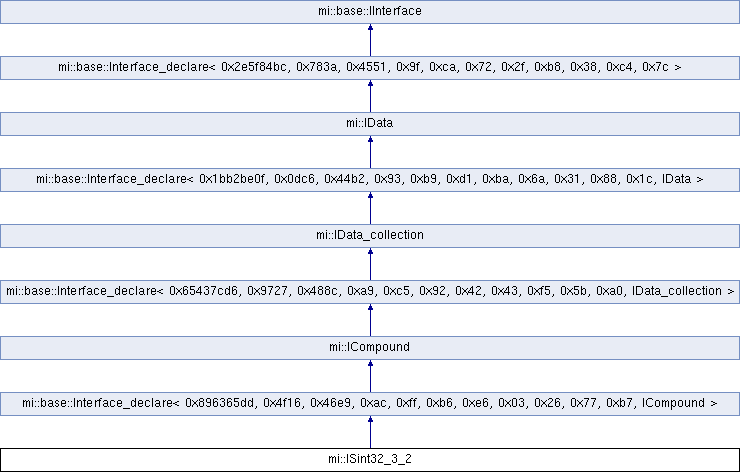 mi::base::IInterface
mi::base::Interface_declare< 0x2e5f84bc, 0x783a, 0x4551, 0x9f, 0xca, 0x72, 0x2f, 0xb8, 0x38, 0xc4, 0x7c >
mi::IData
mi::base::Interface_declare< 0x1bb2be0f, 0x0dc6, 0x44b2, 0x93, 0xb9, 0xd1, 0xba, 0x6a, 0x31, 0x88, 0x1c, IData >
mi::IData_collection
mi::base::Interface_declare< 0x65437cd6, 0x9727, 0x488c, 0xa9, 0xc5, 0x92, 0x42, 0x43, 0xf5, 0x5b, 0xa0, IData_collection >
mi::ICompound
mi::base::Interface_declare< 0x896365dd, 0x4f16, 0x46e9, 0xac, 0xff, 0xb6, 0xe6, 0x03, 0x26, 0x77, 0xb7, ICompound >
mi::ISint32_3_2